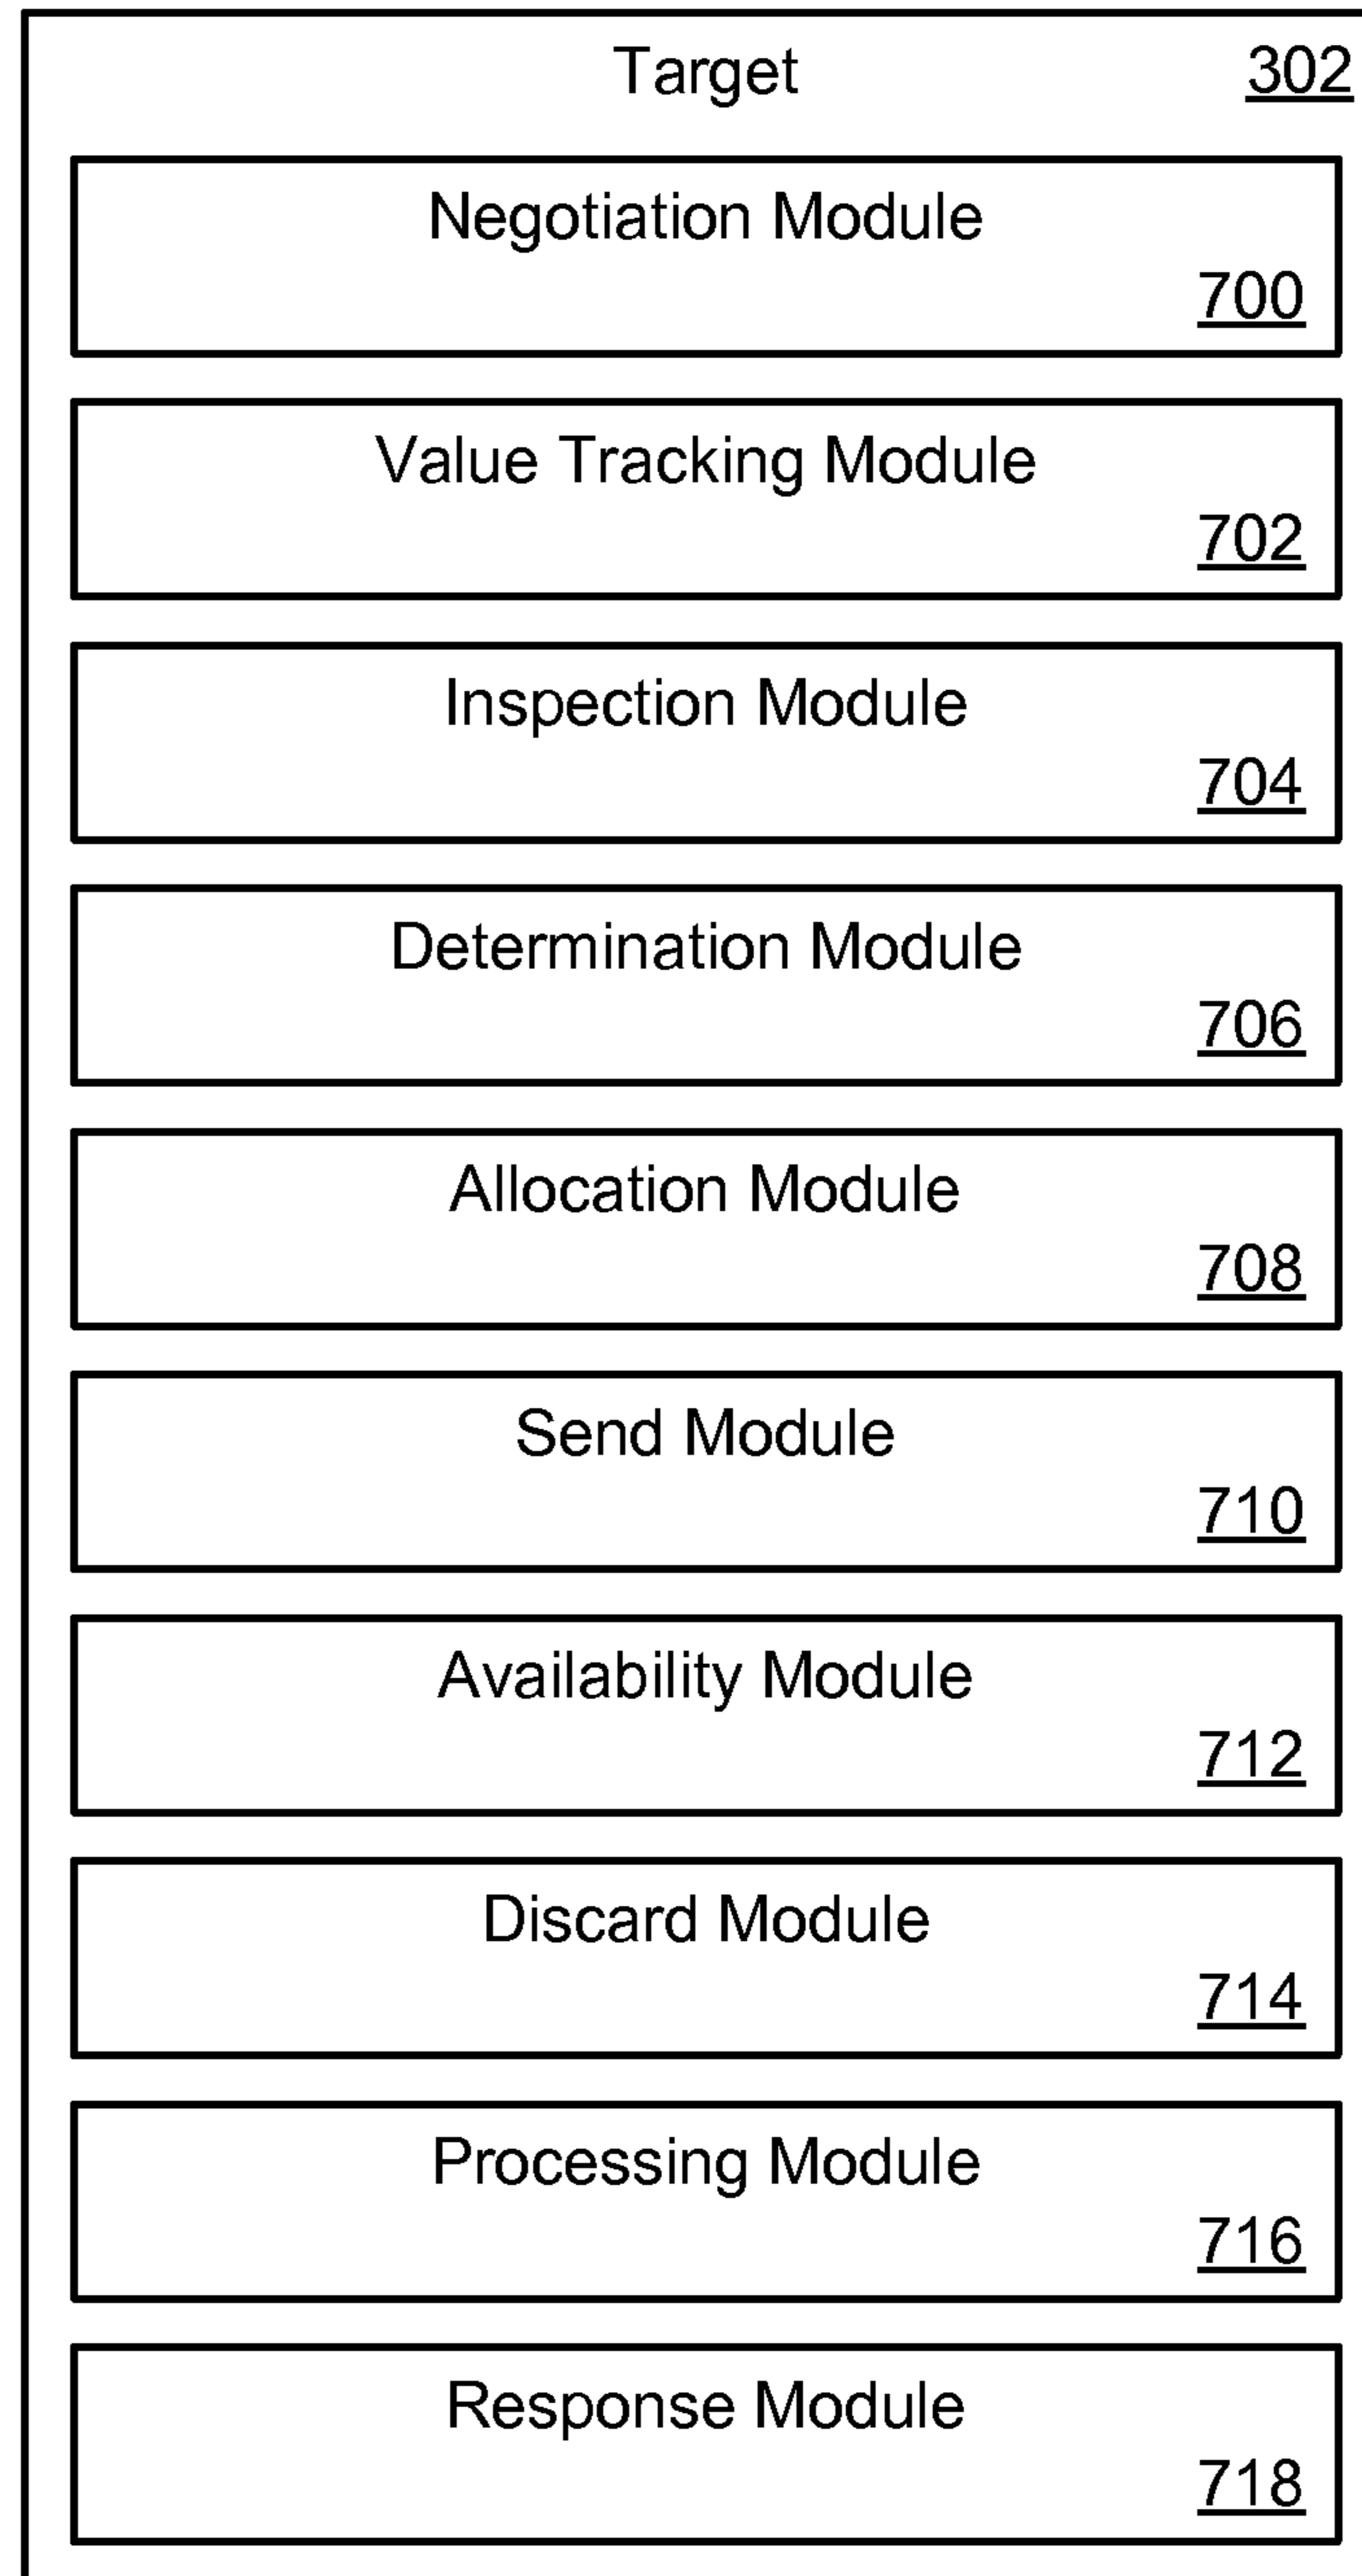 Target 302
Negotiation Module
700
Value Tracking Module
702
Inspection Module
704
Determination Module
706
Allocation Module
708
Send Module
710
Availability Module
712
Discard Module
714
Processing Module
716
Response Module
718